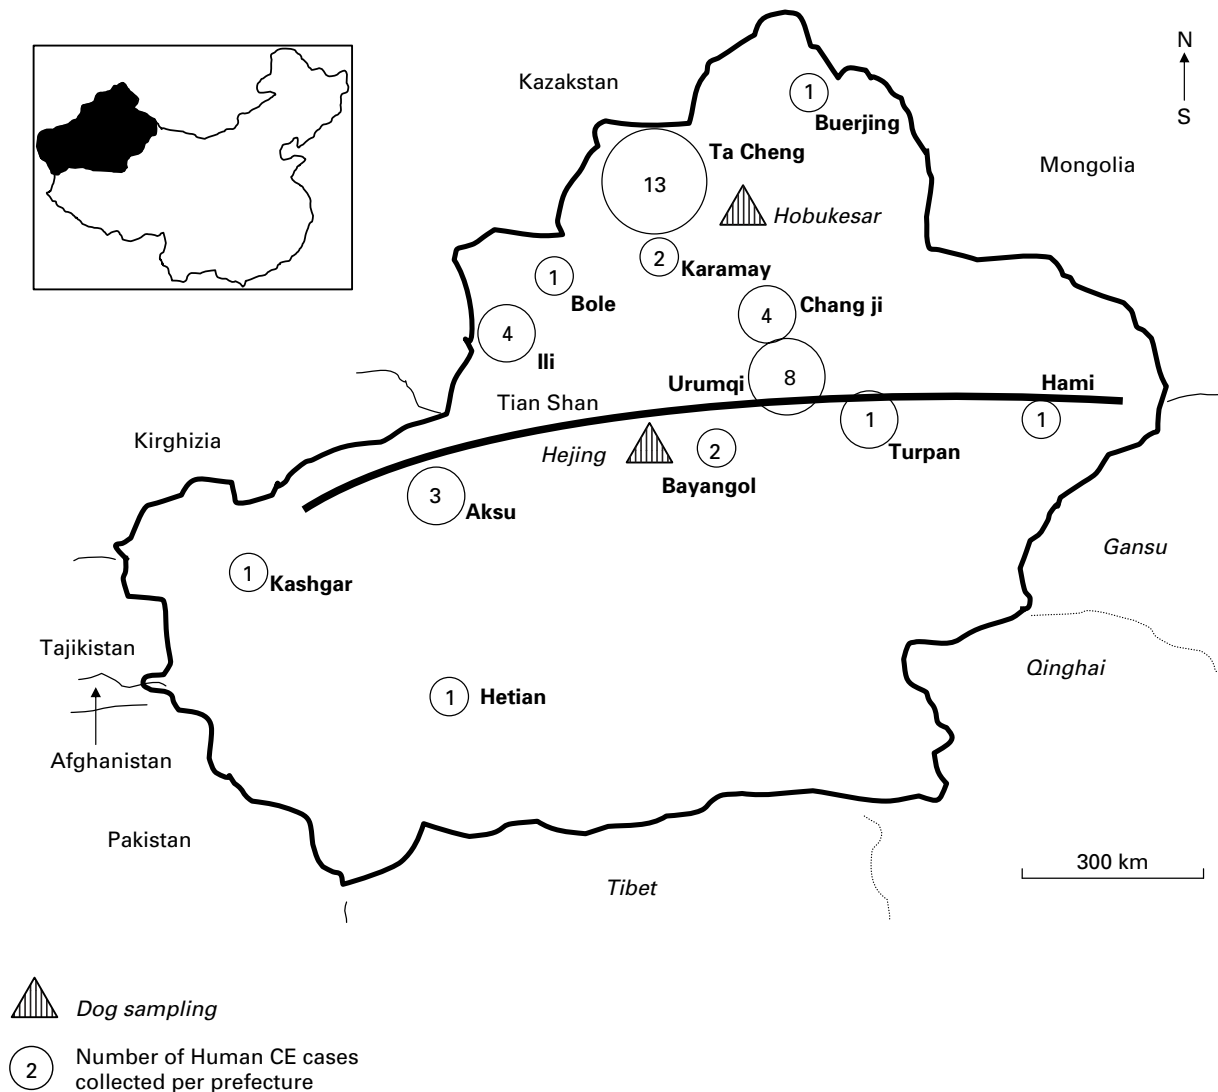 N
S
Kazakstan
1
Buerjing
Ta Cheng
13
Mongolia
Hobukesar
2
Karamay
1
Bole
4
Chang ji
4
Ili
Urumqi
8
Tian Shan
Hami
1
1
Turpan
Kirghizia
Hejing
2
Bayangol
3
Aksu
Gansu
1
Kashgar
Tajikistan
Qinghai
1
Hetian
Afghanistan
Pakistan
300 km
Tibet
Dog sampling
2
Number of Human CE cases
collected per prefecture